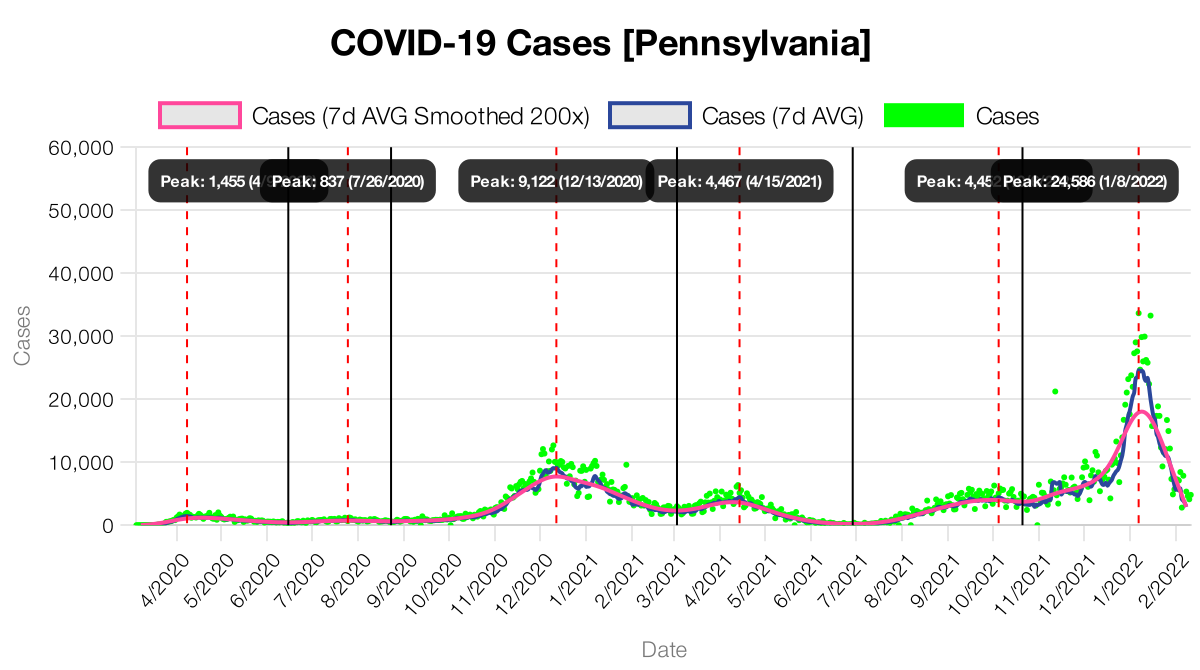 COVID-19 Cases [Pennsylvania]
Cases (7d AVG Smoothed 200x)
Cases (7d AVG)
Cases
60,000
Peak: 1,455 (4/
Peak: 837 (7/26/2020)
Peak: 9,122 (12/13/2020)
Peak: 4,467 (4/15/2021)
Peak: 4,45
Peak: 24,586 (1/8/2022)
50,000
40,000
30,000
20,000
10,000
0
Cases
4/2020
5/2020
6/2020
7/2020
8/2020
9/2020
10/2020
11/2020
12/2020
1/2021
2/2021
3/2021
4/2021
5/2021
6/2021
7/2021
8/2021
9/2021
10/2021
11/2021
12/2021
1/2022
2/2022
Date